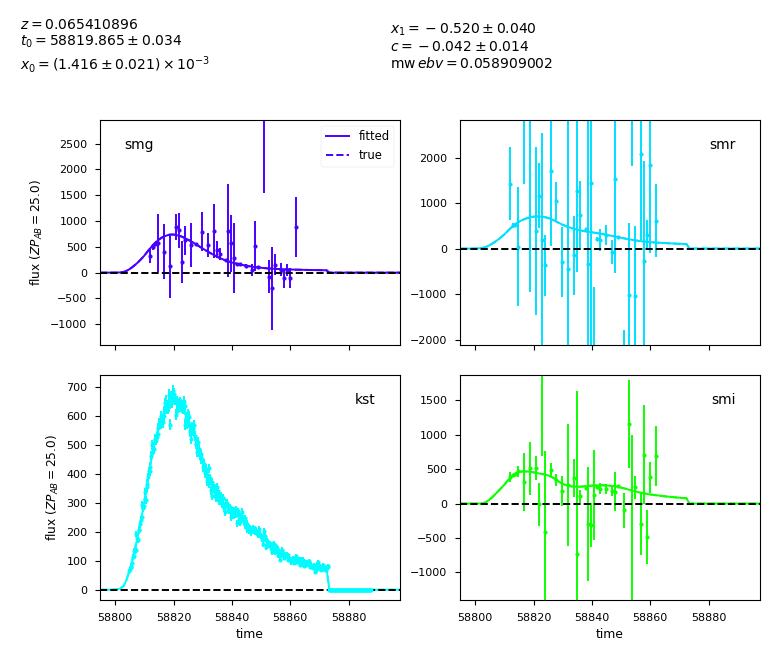 z = 0.065410896
t₀ = 58819.865 ± 0.034
x₀ = (1.416 ± 0.021) × 10⁻³
x₁ = −0.520 ± 0.040
c = −0.042 ± 0.014
mw ebv = 0.058909002
smg
fitted
true
2500
2000
1500
1000
500
0
−500
−1000
flux (ZP_AB = 25.0)
smr
2000
1000
0
−1000
−2000
kst
700
600
500
400
300
200
100
0
flux (ZP_AB = 25.0)
58800 58820 58840 58860 58880
time
smi
1500
1000
500
0
−500
−1000
58800 58820 58840 58860 58880
time